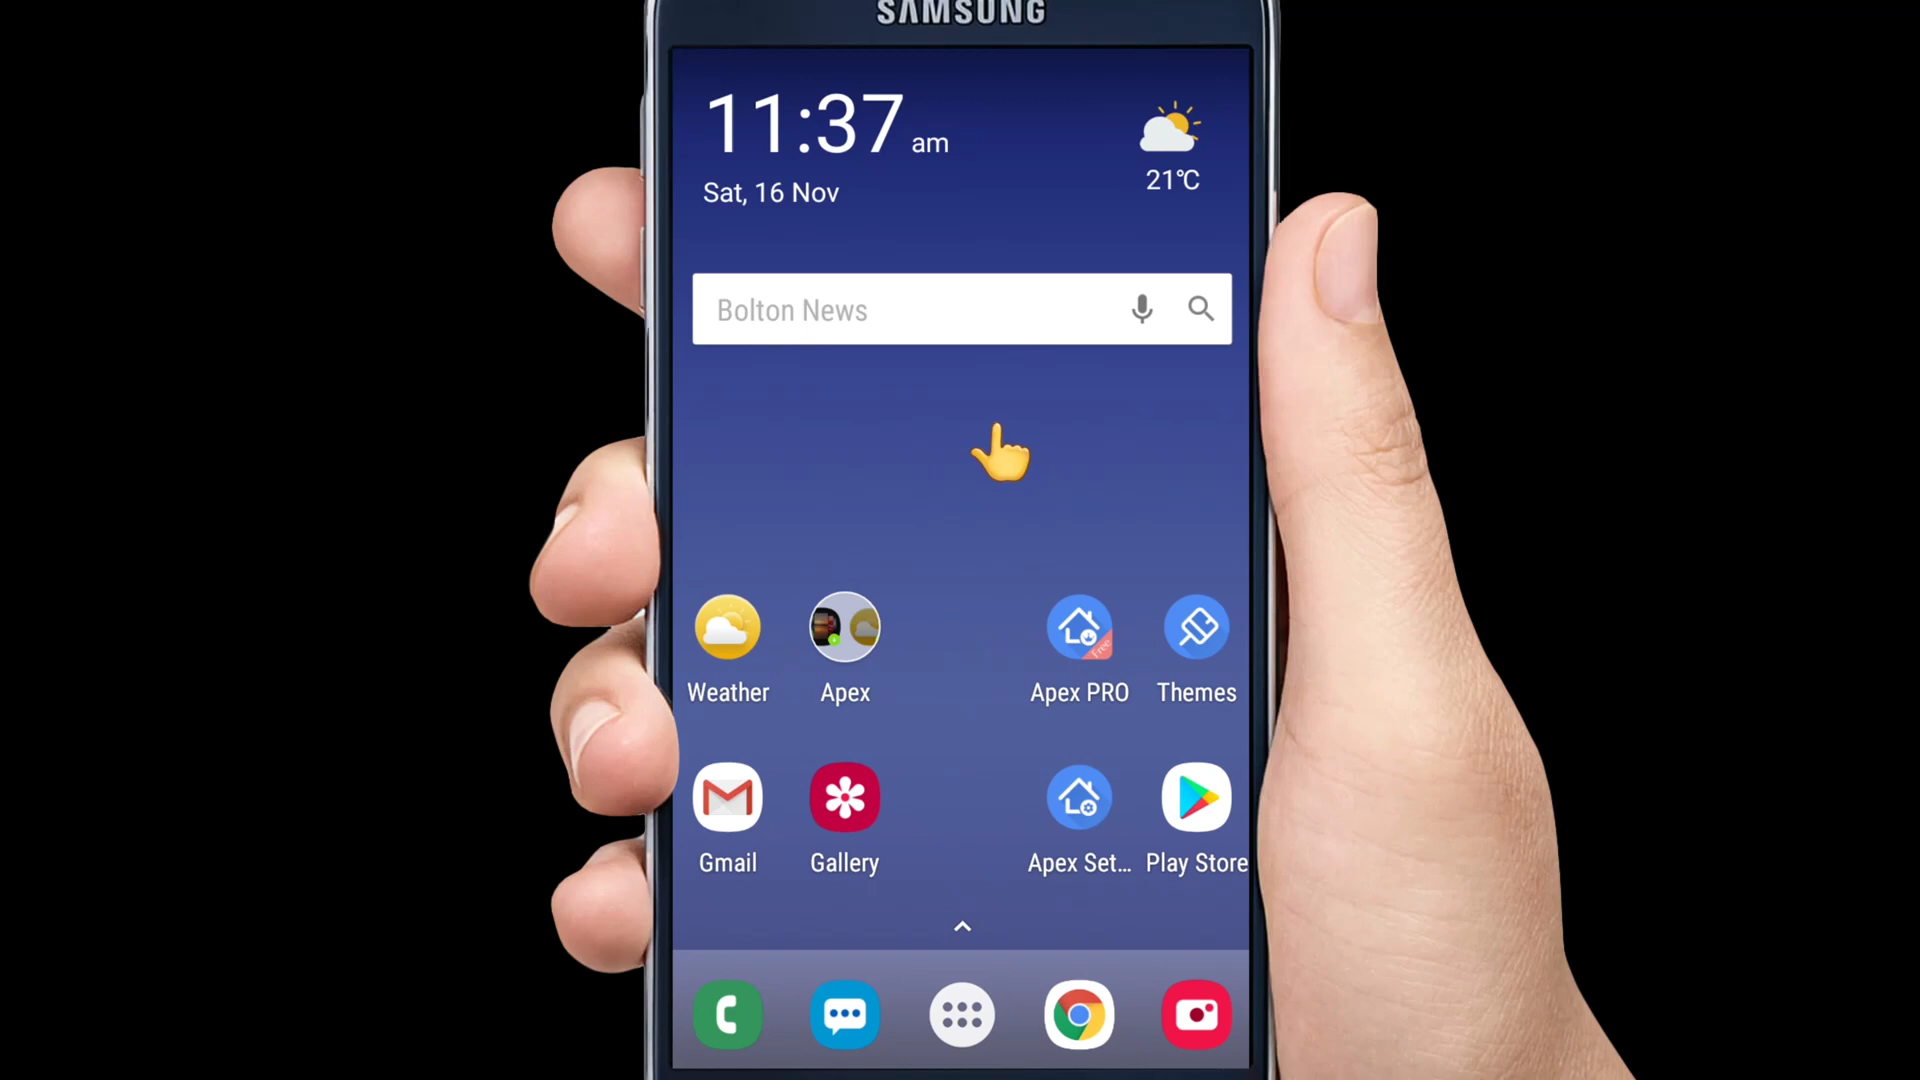 SAMSUNG
11:37 am
21°C
Sat, 16 Nov
Bolton News
Free
Weather
Apex
Apex PRO
Themes
Gmail
Gallery
Apex Set...
Play Store